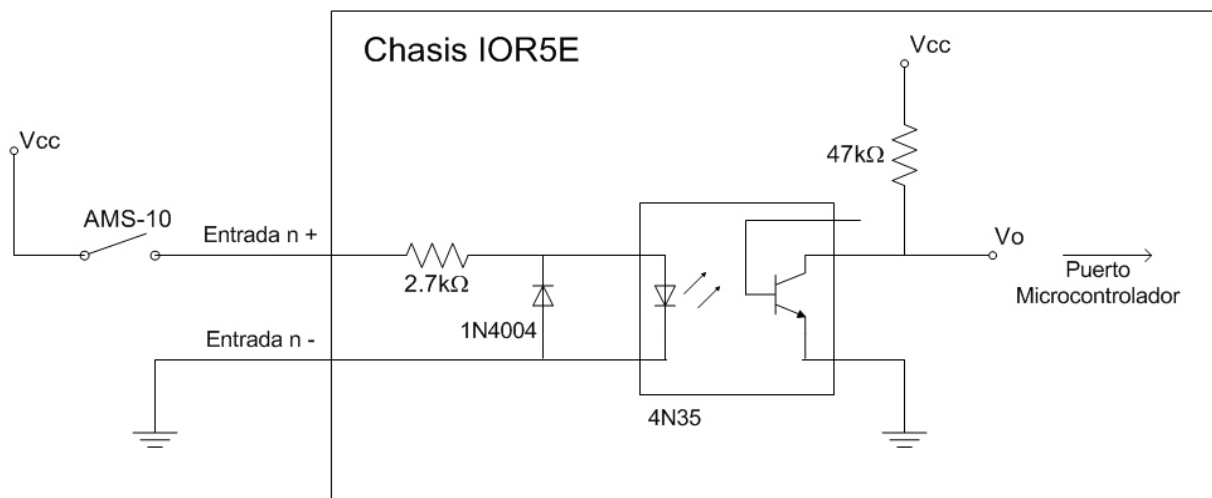 Chasis IOR5E
Vcc
Vcc
47kΩ
AMS-10
Entrada n +
2.7kΩ
Vo
Puerto
Microcontrolador
1N4004
Entrada n -
4N35